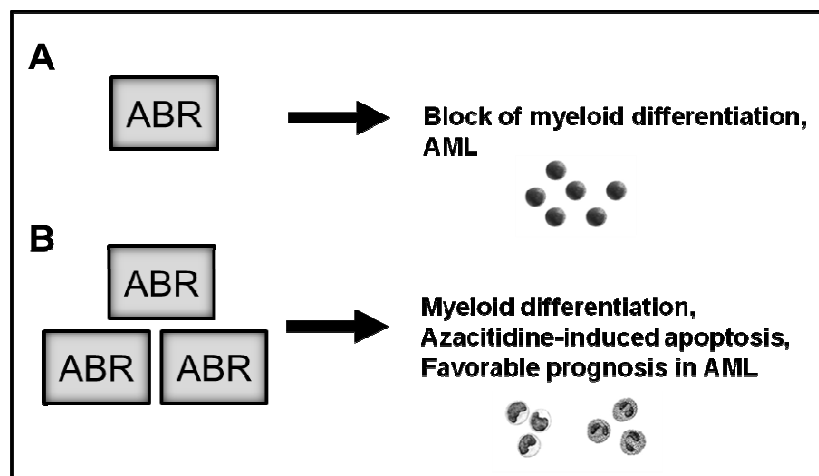 A
ABR
Block of myeloid differentiation,
AML
B
ABR
ABR ABR
Myeloid differentiation,
Azacitidine-induced apoptosis,
Favorable prognosis in AML